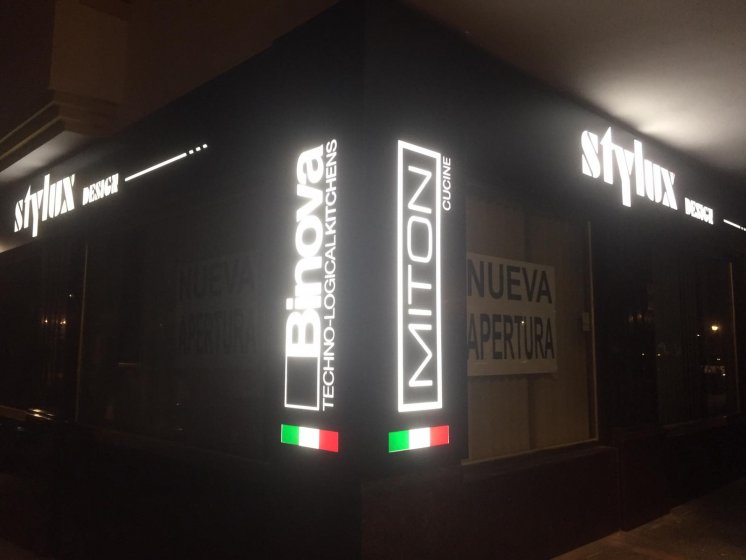 stylux DESIGN
NUEVA
APERTURA
Binova
TECHNO-LOGICAL KITCHENS
MITON
CUCINE
NUEVA
APERTURA
stylux DESIGN